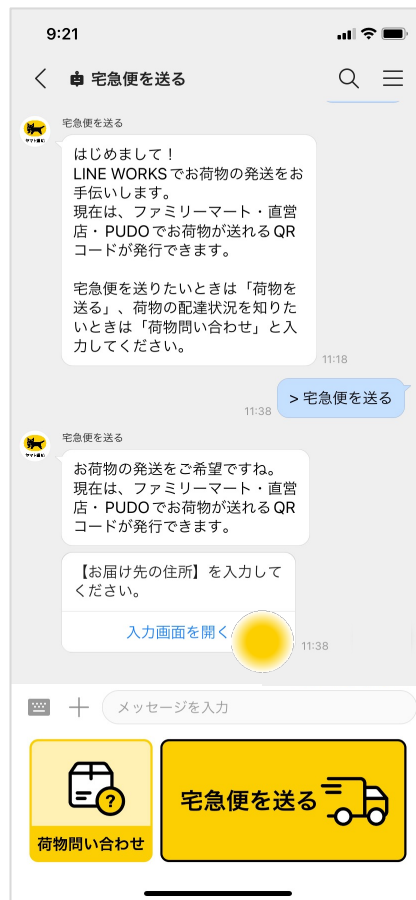 9:21
宅急便を送る
宅急便を送る
はじめまして！
LINE WORKSでお荷物の発送をお
手伝いします。
現在は、ファミリーマート・直営
店・PUDOでお荷物が送れるQR
コードが発行できます。
宅急便を送りたいときは「荷物を
送る」、荷物の配達状況を知りた
いときは「荷物問い合わせ」と入
力してください。
11:18
> 宅急便を送る
11:38
宅急便を送る
お荷物の発送をご希望ですね。
現在は、ファミリーマート・直営
店・PUDOでお荷物が送れるQR
コードが発行できます。
【お届け先の住所】を入力して
ください。
入力画面を開く
11:38
メッセージを入力
?
荷物問い合わせ
宅急便を送る